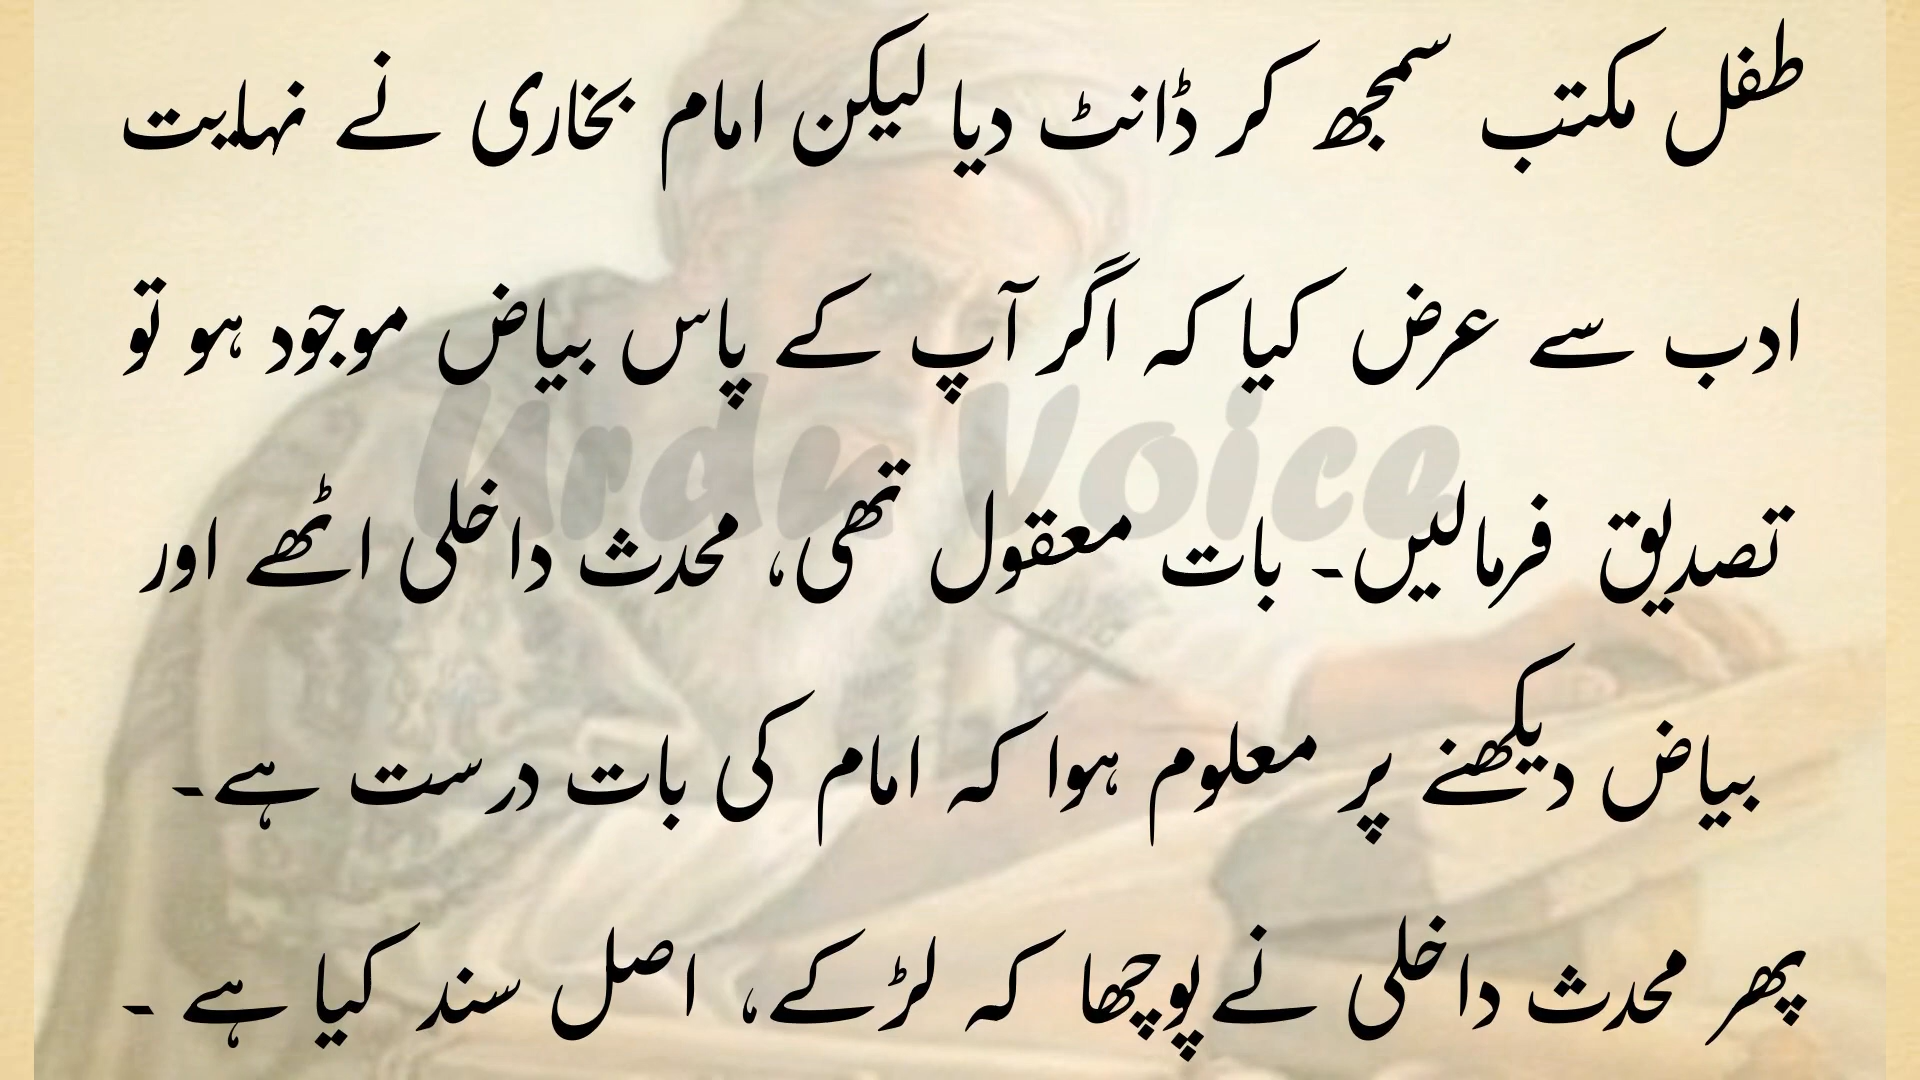 طفل مکتب سمجھ کر ڈانٹ دیا لیکن امام بخاری نے نہایت
ادب سے عرض کیا کہ اگر آپ کے پاس بیاض موجود ہو تو
تصدیق فرمالیں۔ بات معقول تھی، محدث داخلی اٹھے اور
بیاض دیکھنے پر معلوم ہوا کہ امام کی بات درست ہے۔
پھر محدث داخلی نے پوچھا کہ لڑکے، اصل سند کیا ہے ۔
Urdu Voice